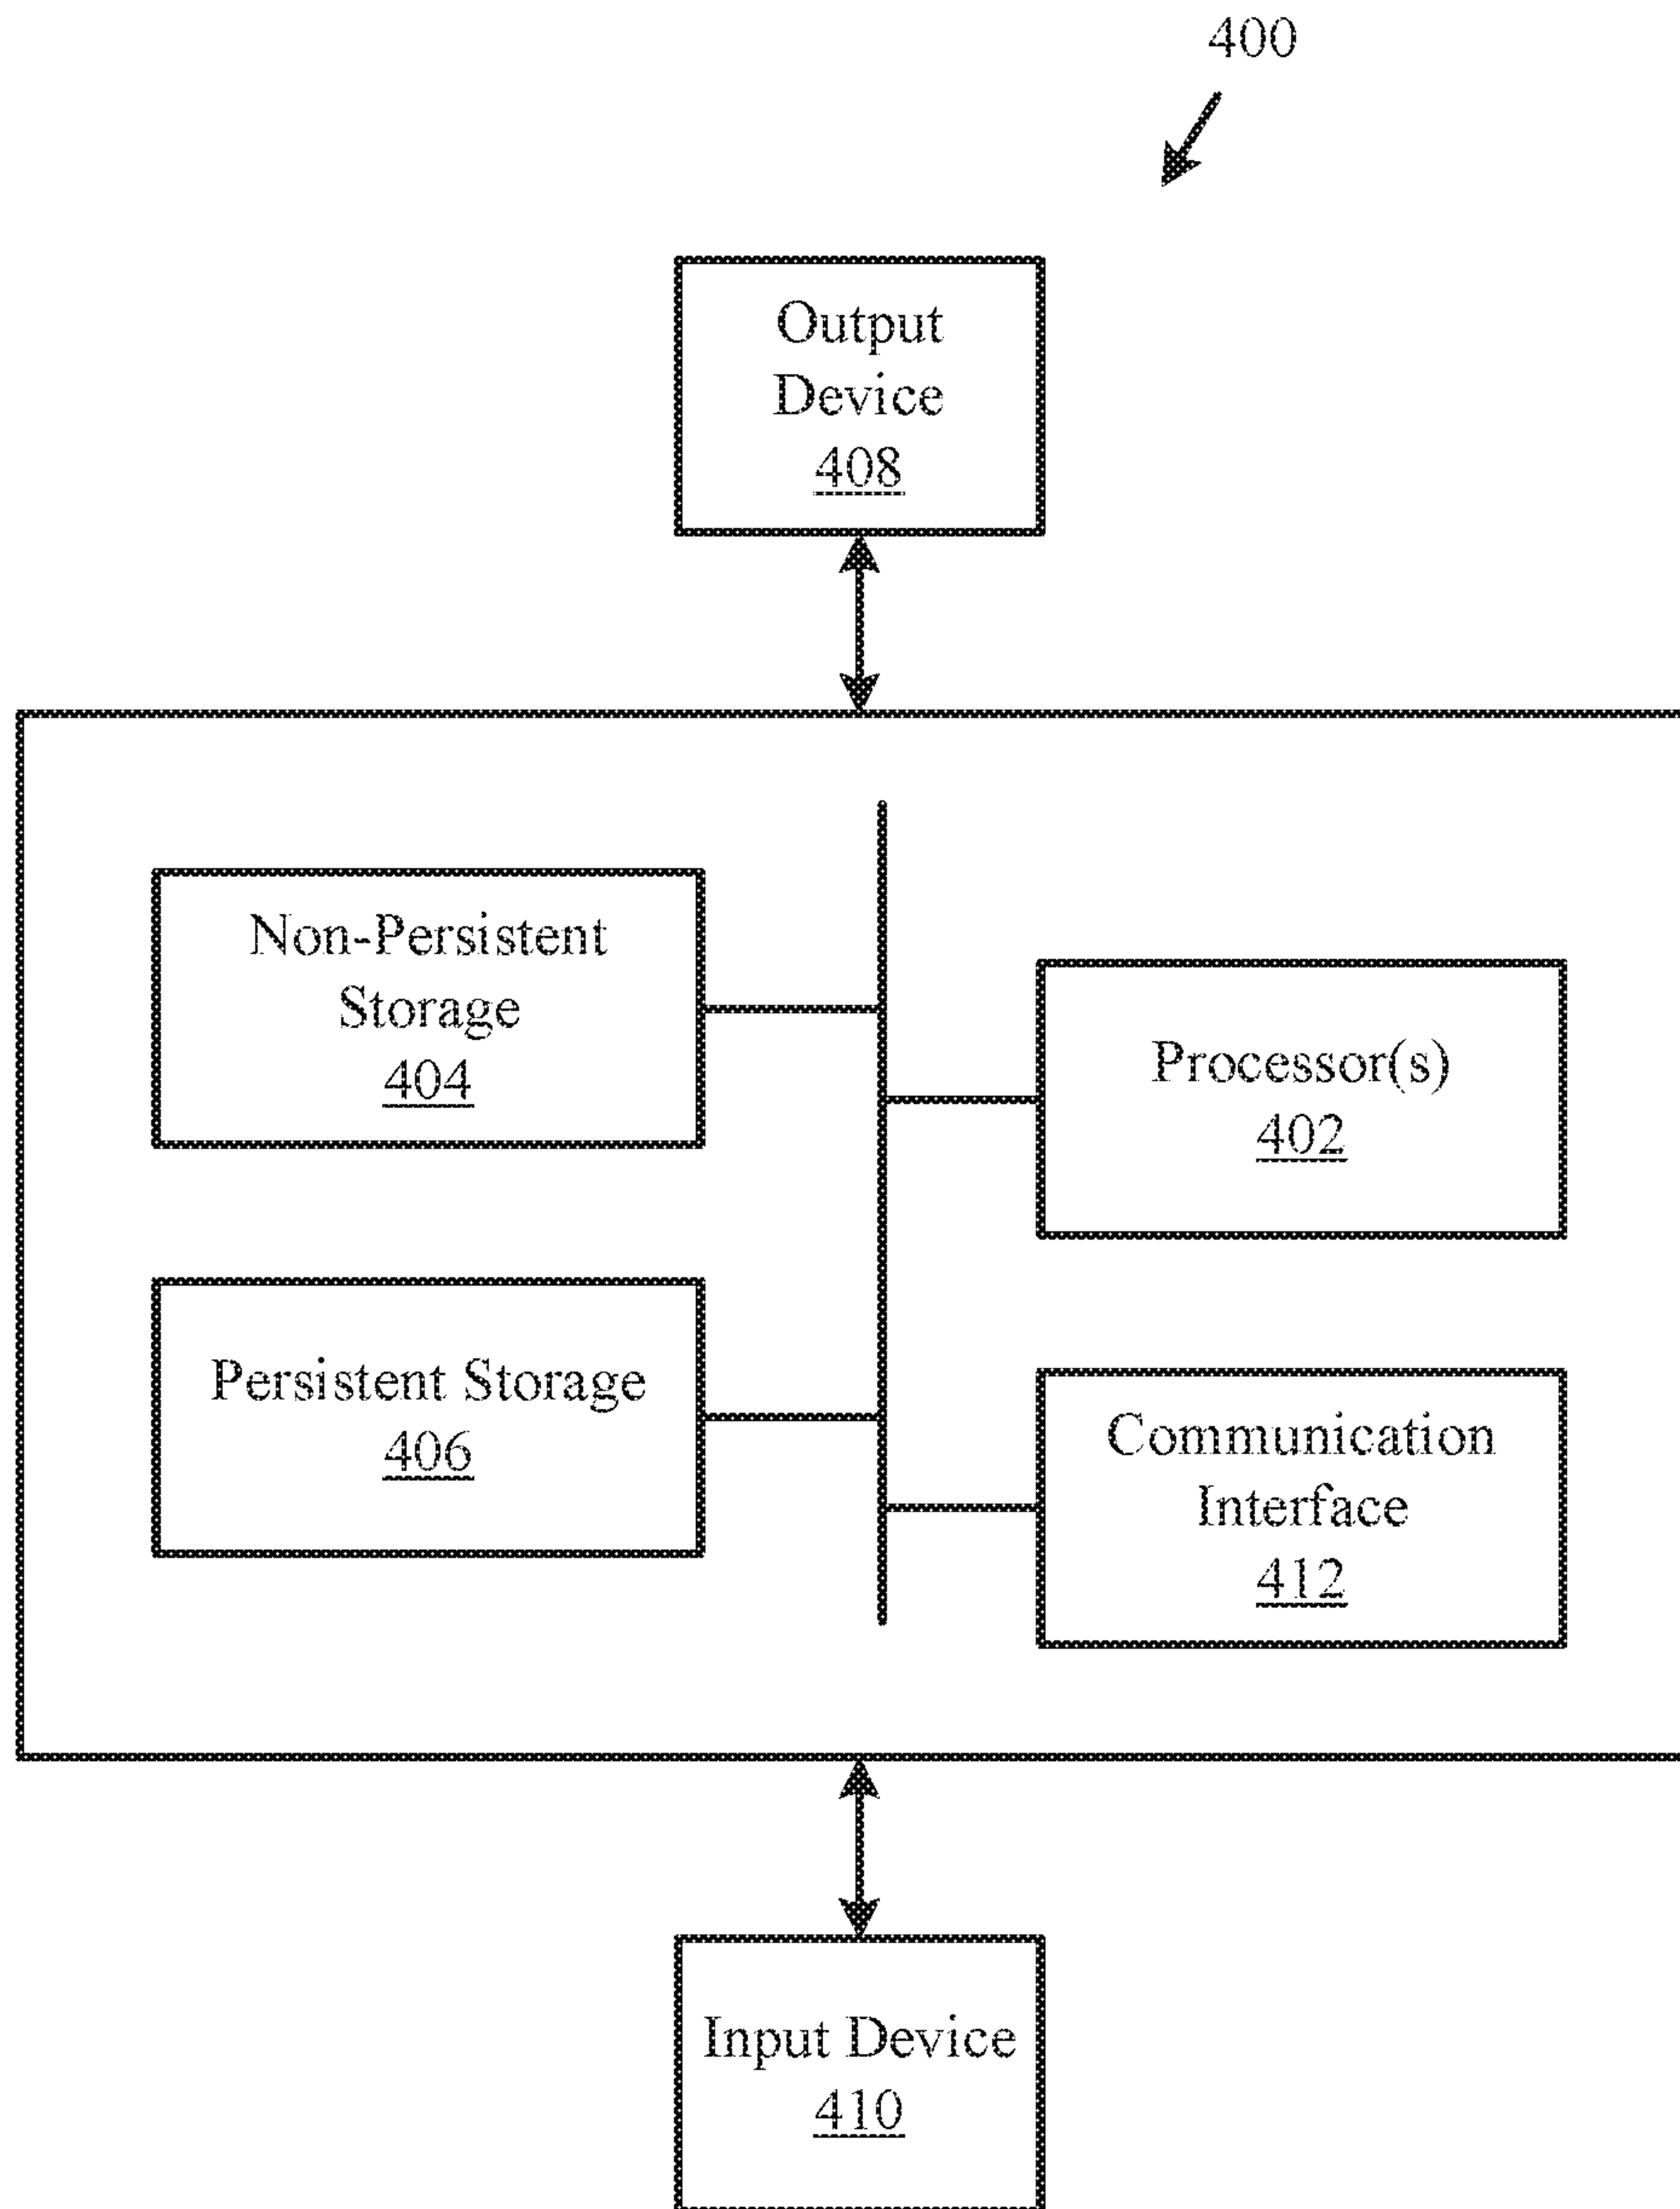 400
Output
Device
408
Non-Persistent
Storage
404
Processor(s)
402
Persistent Storage
406
Communication
Interface
412
Input Device
410